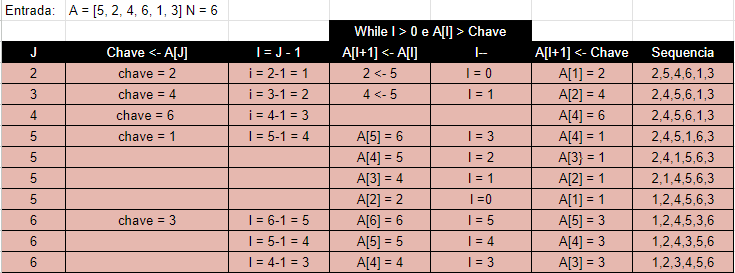 Entrada: A = [5, 2, 4, 6, 1, 3] N = 6
While I > 0 e A[I] > Chave
J Chave <- A[J] I = J - 1 A[I+1] <- A[I] I-- A[I+1] <- Chave Sequencia
2 chave = 2 i = 2-1 = 1 2 <- 5 I = 0 A[1] = 2 2,5,4,6,1,3
3 chave = 4 i = 3-1 = 2 4 <- 5 I = 1 A[2] = 4 2,4,5,6,1,3
4 chave = 6 i = 4-1 = 3 A[4] = 6 2,4,5,6,1,3
5 chave = 1 I = 5-1 = 4 A[5] = 6 I = 3 A[4] = 1 2,4,5,1,6,3
5 A[4] = 5 I = 2 A[3} = 1 2,4,1,5,6,3
5 A[3] = 4 I = 1 A[2] = 1 2,1,4,5,6,3
5 A[2] = 2 I =0 A[1] = 1 1,2,4,5,6,3
6 chave = 3 I = 6-1 = 5 A[6] = 6 I = 5 A[5] = 3 1,2,4,5,3,6
6 I = 5-1 = 4 A[5] = 5 I = 4 A[4] = 3 1,2,4,3,5,6
6 I = 4-1 = 3 A[4] = 4 I = 3 A[3] = 3 1,2,3,4,5,6